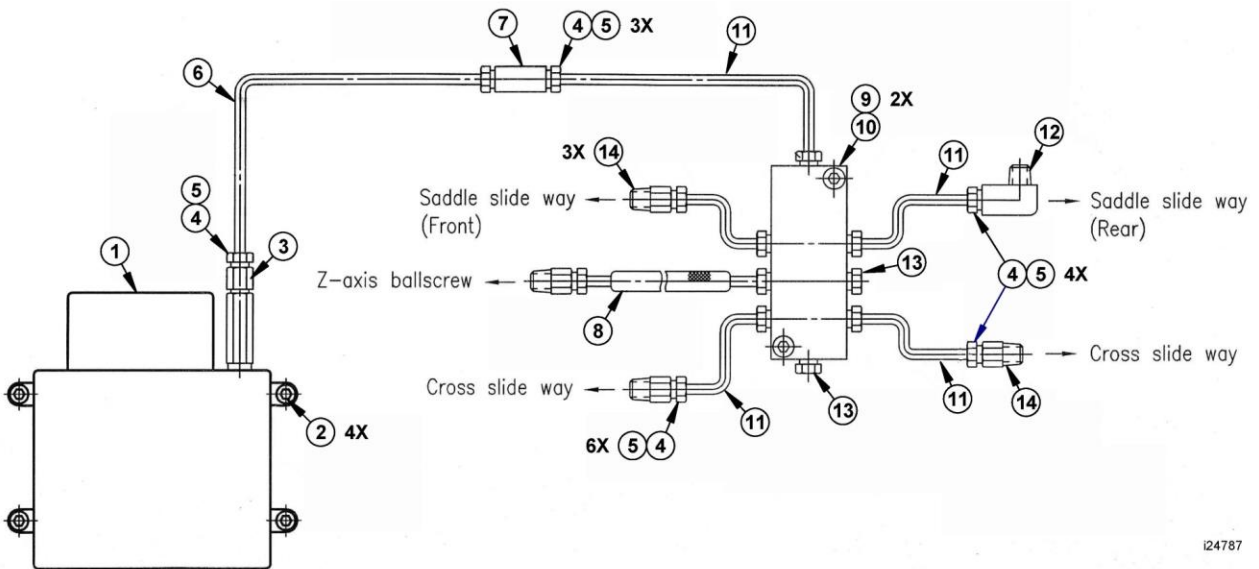 7
4 5 3X
11
6
9 2X
10
12
3X 14
11
5
4
Saddle slide way
(Front)
Saddle slide way
(Rear)
1
3
13
4 5 4X
Z-axis ballscrew
8
Cross slide way
Cross slide way
2 4X
6X 5 4
11
13
11
14
i24787